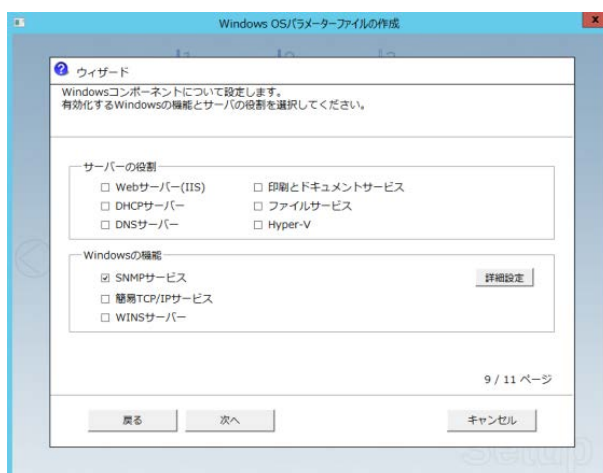 Windows OSパラメーターファイルの作成
x
1 2 3
? ウィザード
Windowsコンポーネントについて設定します。
有効化するWindowsの機能とサーバの役割を選択してください。
サーバーの役割
Webサーバー(IIS) 印刷とドキュメントサービス
DHCPサーバー ファイルサービス
DNSサーバー Hyper-V
Windowsの機能
SNMPサービス 詳細設定
簡易TCP/IPサービス
WINSサーバー
9 / 11 ページ
戻る 次へ キャンセル
Setup